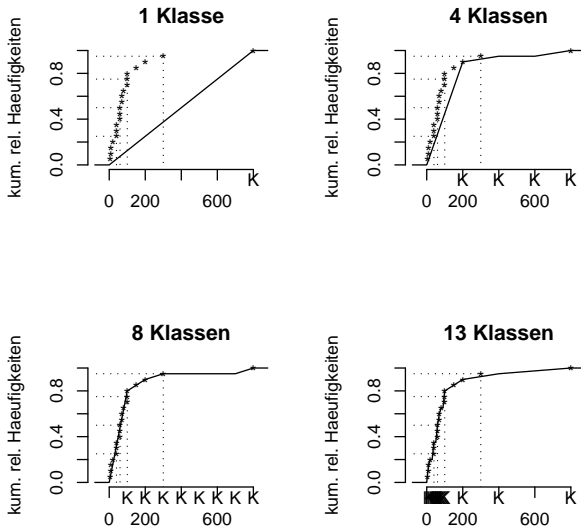 1 Klasse
kum. rel. Haeufigkeiten
0.0 0.4 0.8
K
0 200 600
4 Klassen
kum. rel. Haeufigkeiten
0.0 0.4 0.8
K K K K
0 200 600
8 Klassen
kum. rel. Haeufigkeiten
0.0 0.4 0.8
K K K K K K K K
0 200 600
13 Klassen
kum. rel. Haeufigkeiten
0.0 0.4 0.8
K K K
0 200 600